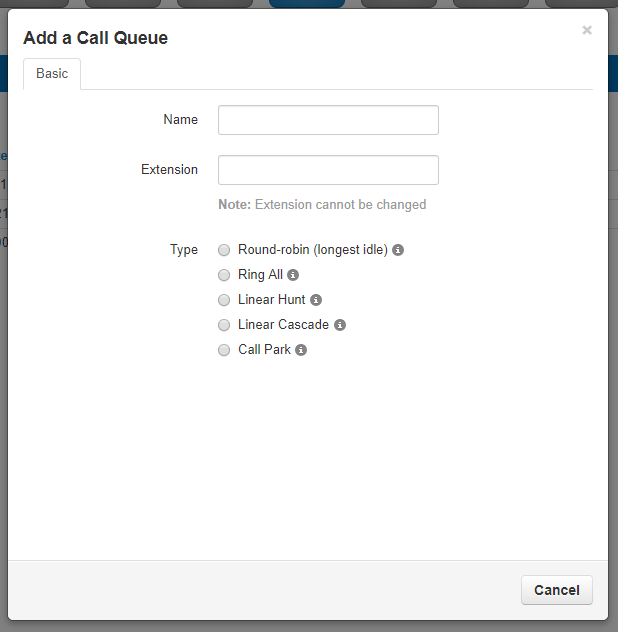 Add a Call Queue
×
Basic
Name
Extension
Note: Extension cannot be changed
Type
Round-robin (longest idle)
Ring All
Linear Hunt
Linear Cascade
Call Park
Cancel